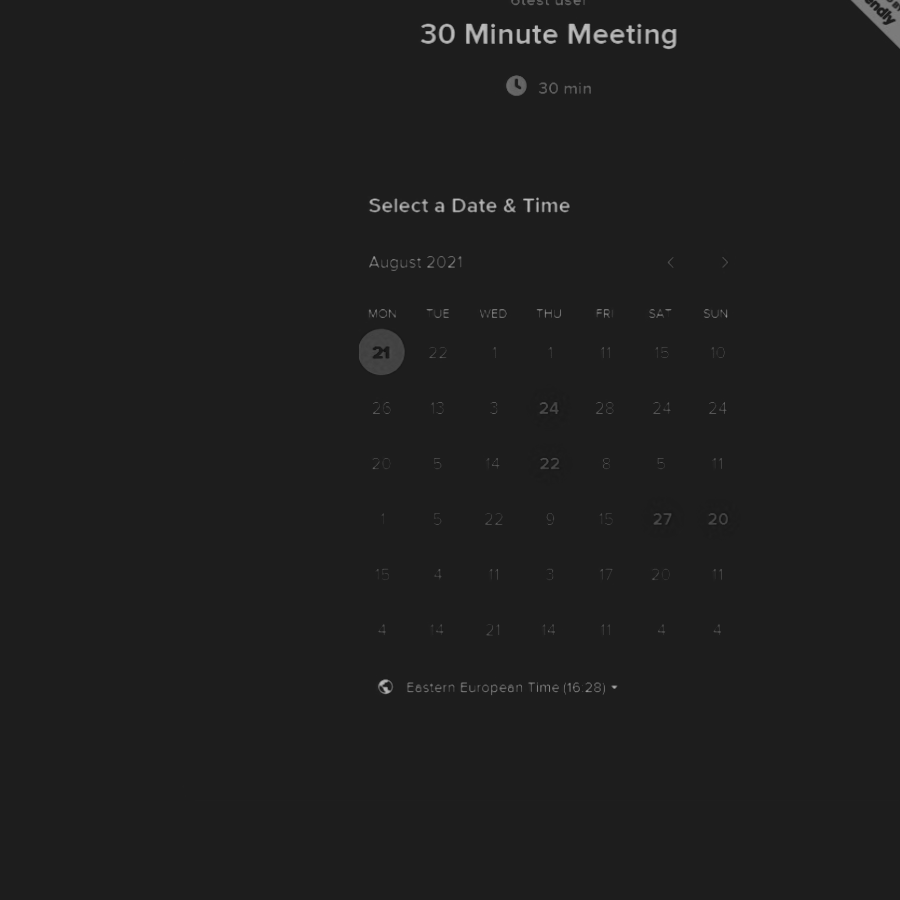 30 Minute Meeting
30 min
Select a Date & Time
August 2021
MON TUE WED THU FRI SAT SUN
21 22 1 1 11 15 10
26 13 3 24 28 24 24
20 5 14 22 8 5 11
1 5 22 9 15 27 20
15 4 11 3 17 20 11
4 14 21 14 11 4 4
Eastern European Time (16:28)